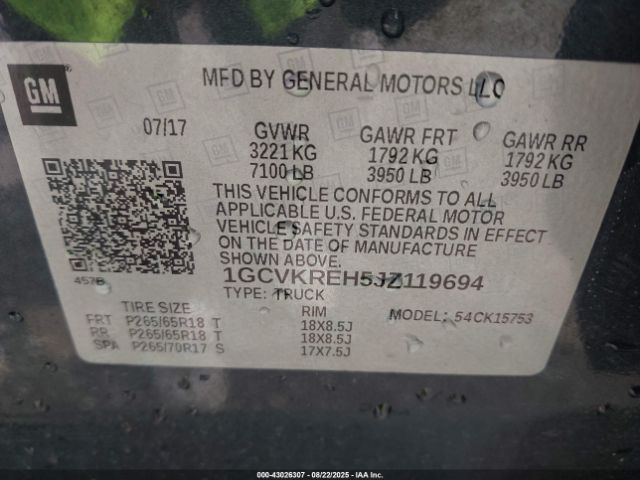 GM
MFD BY GENERAL MOTORS LLC
07/17
GVWR GAWR FRT GAWR RR
3221 KG 1792 KG 1792 KG
7100 LB 3950 LB 3950 LB
THIS VEHICLE CONFORMS TO ALL
APPLICABLE U.S. FEDERAL MOTOR
VEHICLE SAFETY STANDARDS IN EFFECT
ON THE DATE OF MANUFACTURE
SHOWN ABOVE.
1GCVKREH5JZ119694
TYPE: TRUCK
457B
TIRE SIZE RIM MODEL: 54CK15753
FRT P265/65R18 T 18X8.5J
RR P265/65R18 T 18X8.5J
SPA P265/70R17 S 17X7.5J
000-43026307 - 08/22/2025 - IAA Inc.